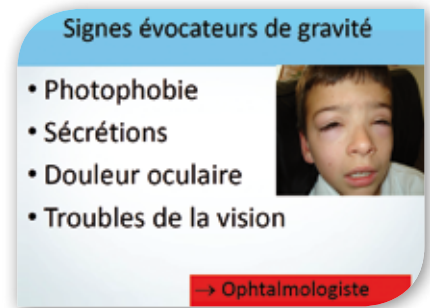 Signes évocateurs de gravité
• Photophobie
• Sécrétions
• Douleur oculaire
• Troubles de la vision
→ Ophtalmologiste